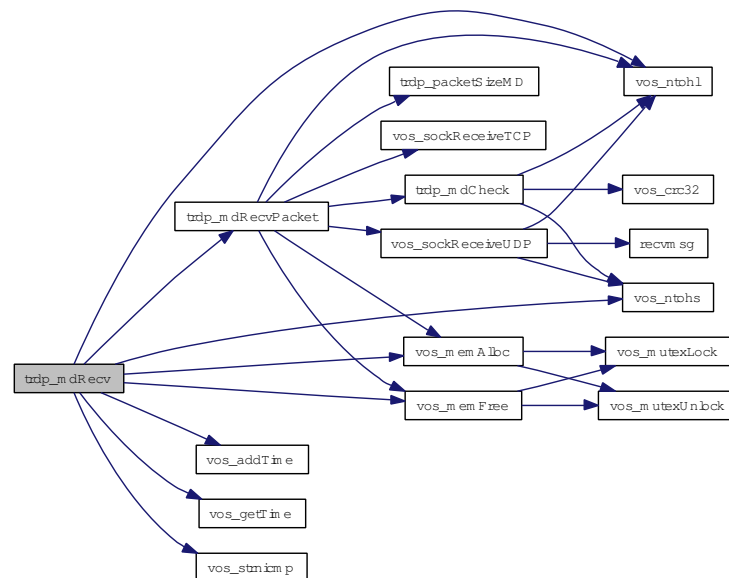 vos_ntohl
trdp_packetSizeMD
vos_sockReceiveTCP
trdp_mdCheck
vos_crc32
trdp_mdRecvPacket
vos_sockReceiveUDP
recvmsg
vos_ntohs
vos_memAlloc
vos_mutexLock
trdp_mdRecv
vos_memFree
vos_mutexUnlock
vos_addTime
vos_getTime
vos_strnicmp